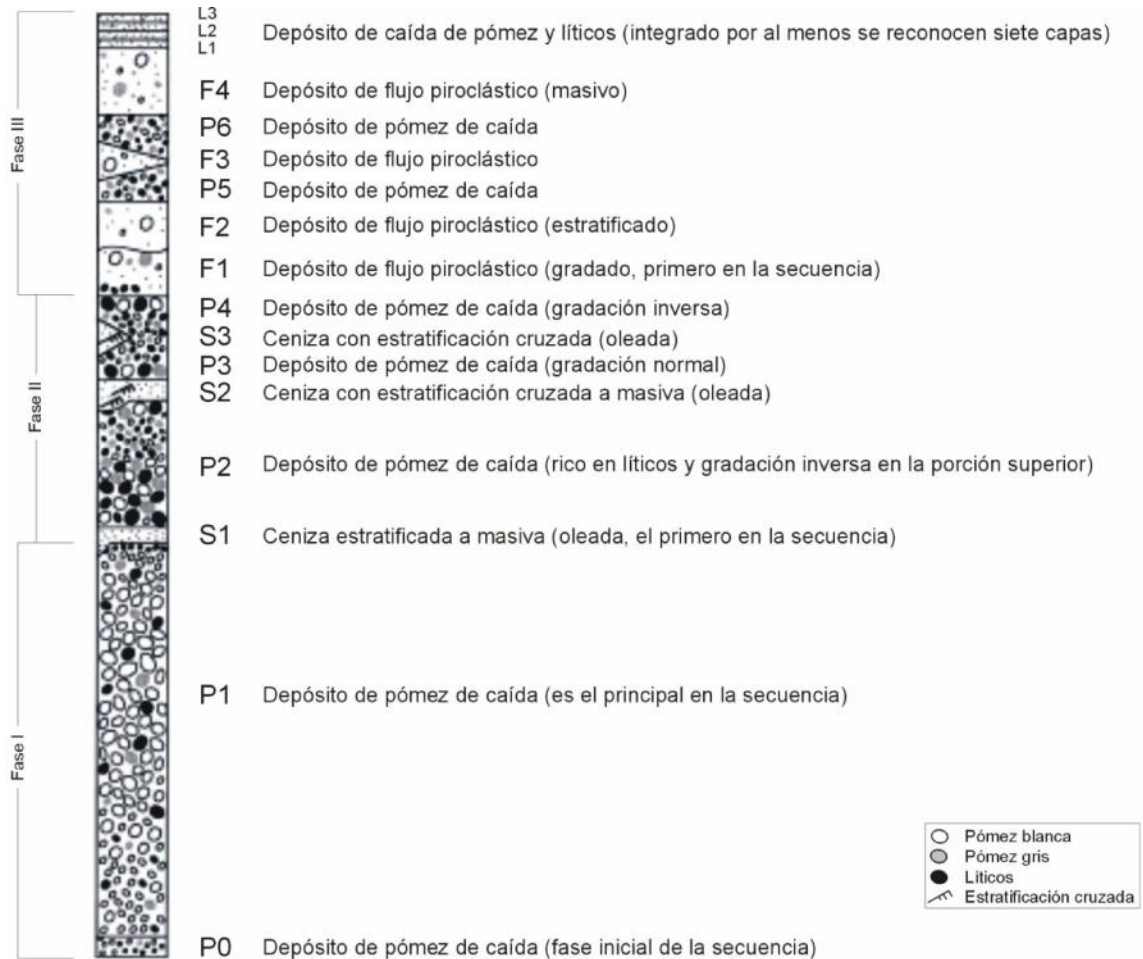 L3
L2
L1
Depósito de caída de pómez y líticos (integrado por al menos se reconocen siete capas)
F4 Depósito de flujo piroclástico (masivo)
P6 Depósito de pómez de caída
F3 Depósito de flujo piroclástico
P5 Depósito de pómez de caída
F2 Depósito de flujo piroclástico (estratificado)
F1 Depósito de flujo piroclástico (gradado, primero en la secuencia)
Fase III
P4 Depósito de pómez de caída (gradación inversa)
S3 Ceniza con estratificación cruzada (oleada)
P3 Depósito de pómez de caída (gradación normal)
S2 Ceniza con estratificación cruzada a masiva (oleada)
P2 Depósito de pómez de caída (rico en líticos y gradación inversa en la porción superior)
S1 Ceniza estratificada a masiva (oleada, el primero en la secuencia)
Fase II
P1 Depósito de pómez de caída (es el principal en la secuencia)
P0 Depósito de pómez de caída (fase inicial de la secuencia)
Fase I
Pómez blanca
Pómez gris
Líticos
Estratificación cruzada